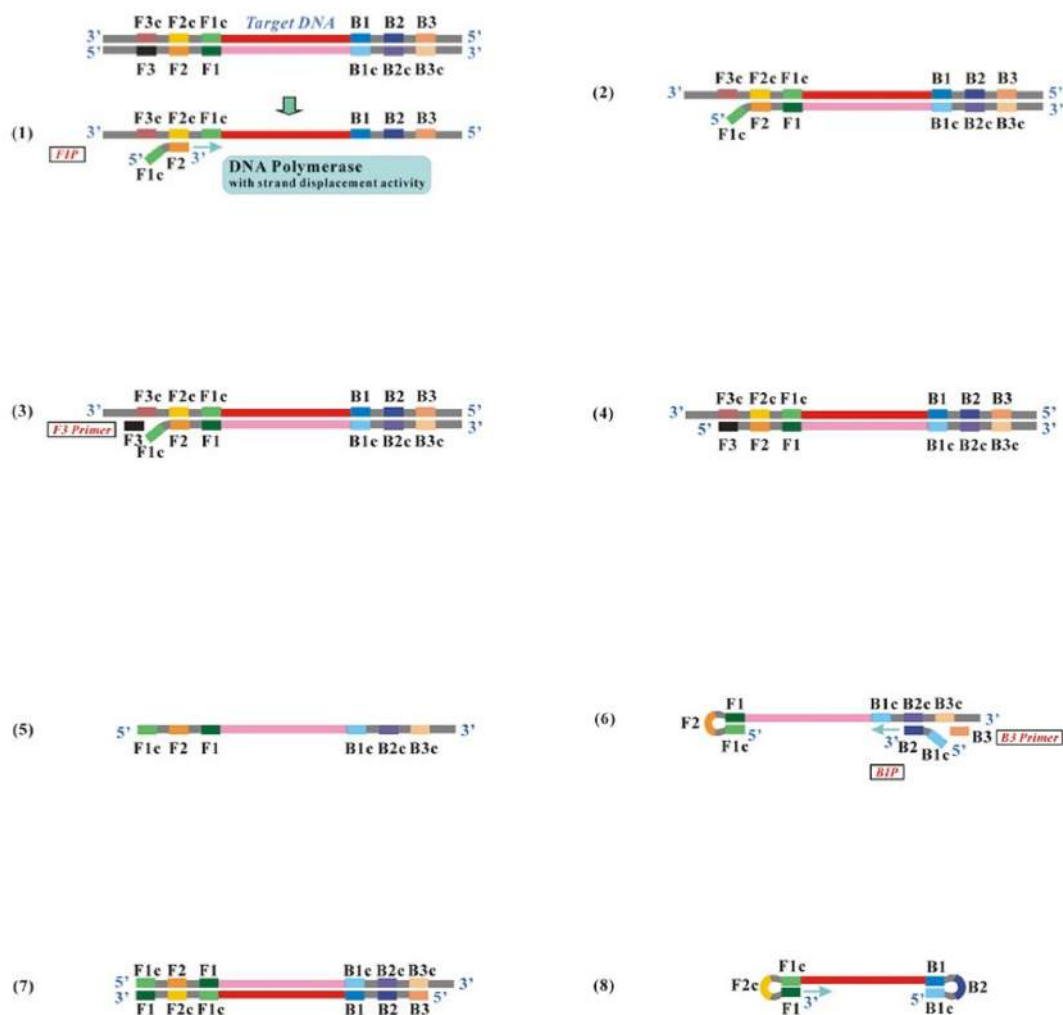 F3c F2c F1c Target DNA B1 B2 B3
3’ 5’
5’ 3’
F3 F2 F1 B1c B2c B3c
(1)
F3c F2c F1c B1 B2 B3
3’ 5’
FIP
5’ F2 3’
F1c
DNA Polymerase
with strand displacement activity
(2)
F3c F2c F1c B1 B2 B3
3’ 5’
3’
5’ F2 F1 B1c B2c B3c
F1c
(3)
F3c F2c F1c B1 B2 B3
3’ 5’
F3 Primer 3’
F3 F2 F1 B1c B2c B3c
F1c
(4)
F3c F2c F1c B1 B2 B3
3’ 5’
5’ 3’
F3 F2 F1 B1c B2c B3c
(5)
5’ 3’
F1c F2 F1 B1c B2c B3c
(6)
F1 B1c B2c B3c
F2 3’
F1c 5’ 3’ B2 B1c 5’ B3 B3 Primer
BIP
(7)
F1c F2 F1 B1c B2c B3c
5’ 3’
3’ 5’
F1 F2c F1c B1 B2 B3
(8)
F1c B1
F2c B2
F1 3’ 5’ B1c